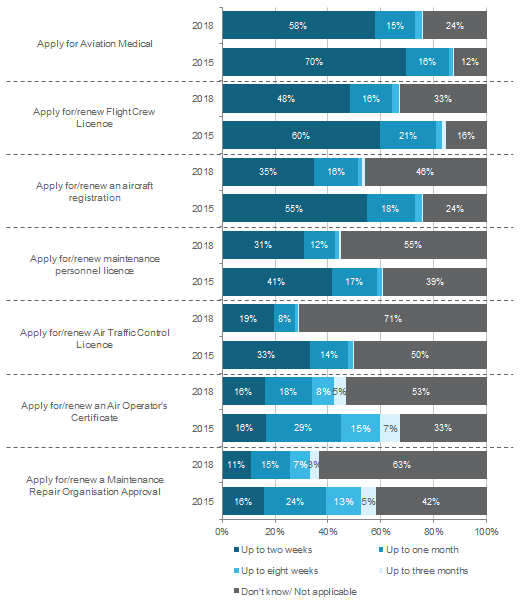 2018 58% 15% 24%
Apply for Aviation Medical
2015 70% 16% 12%
2018 48% 16% 33%
Apply for/renew Flight Crew
Licence
2015 60% 21% 16%
2018 35% 16% 46%
Apply for/renew an aircraft
registration
2015 55% 18% 24%
2018 31% 12% 55%
Apply for/renew maintenance
personnel licence
2015 41% 17% 39%
2018 19% 8% 71%
Apply for/renew Air Traffic Control
Licence
2015 33% 14% 50%
2018 16% 18% 8% 5% 53%
Apply for/renew an Air Operator's
Certificate
2015 16% 29% 15% 7% 33%
2018 11% 15% 7% 3% 63%
Apply for/renew a Maintenance
Repair Organisation Approval
2015 16% 24% 13% 5% 42%
0% 20% 40% 60% 80% 100%
Up to two weeks Up to one month
Up to eight weeks Up to three months
Don't know/ Not applicable